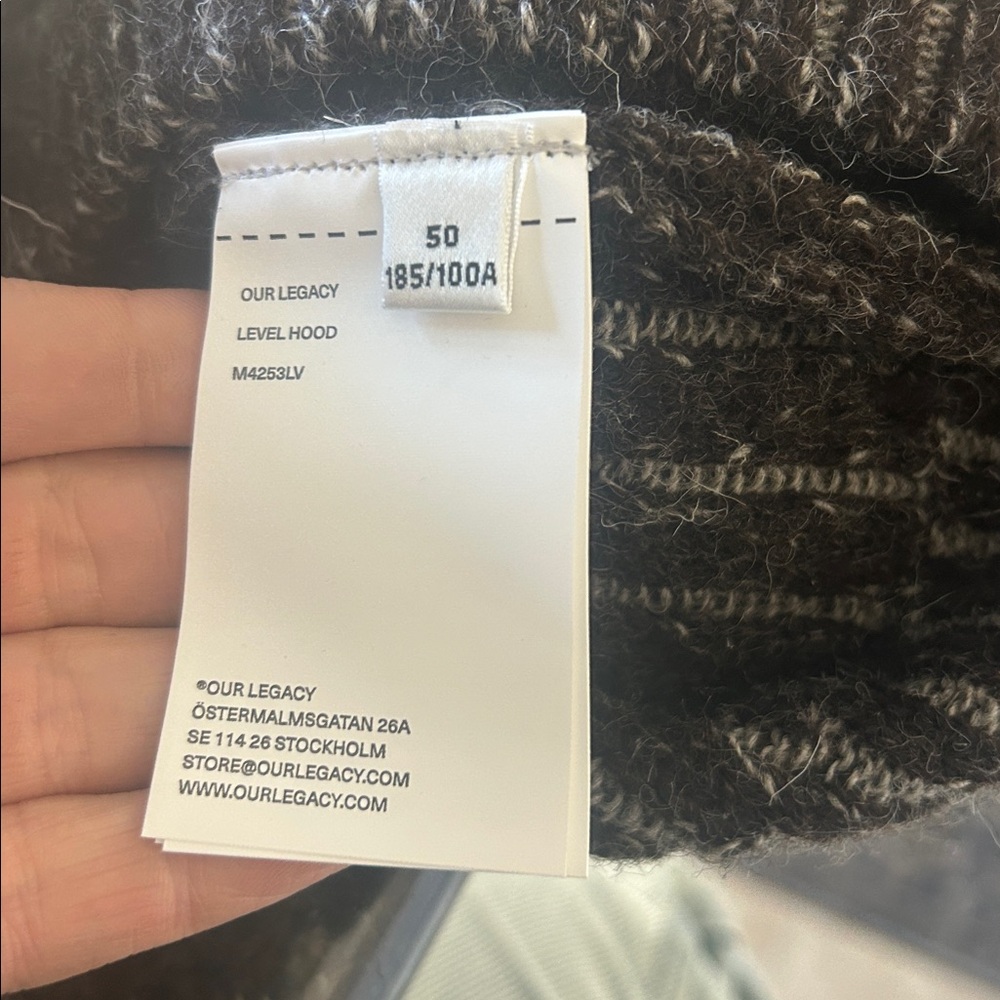 50
185/100A
OUR LEGACY
LEVEL HOOD
M4253LV
®OUR LEGACY
ÖSTERMALMSGATAN 26A
SE 114 26 STOCKHOLM
STORE@OURLEGACY.COM
WWW.OURLEGACY.COM